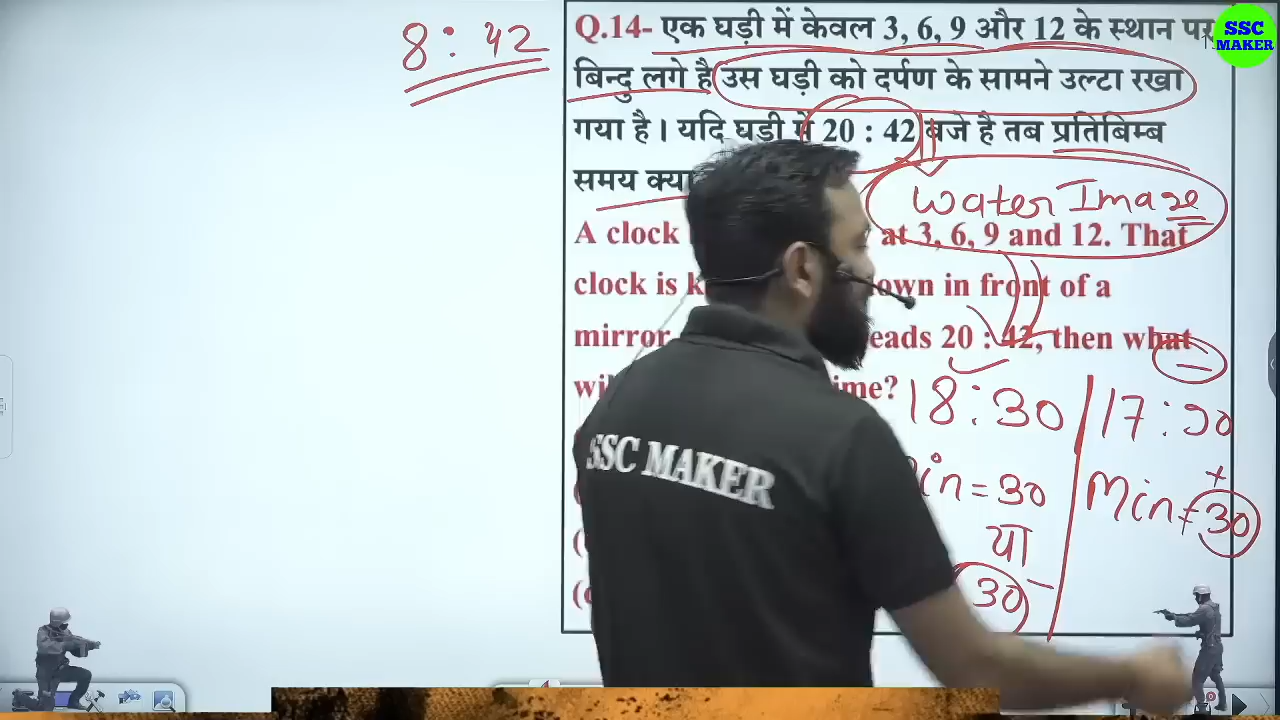 8 : 42
Q.14- एक घड़ी में केवल 3, 6, 9 और 12 के स्थान पर
SSC
MAKER
बिन्दु लगे है उस घड़ी को दर्पण के सामने उल्टा रखा
गया है। यदि घड़ी में 20 : 42 बजे है तब प्रतिबिम्ब
समय क्या
Water Image
A clock at 3, 6, 9 and 12. That
clock is own in front of a
mirror eads 20 : 42, then what
ime?
18:30
17:
Min = 30
या
30
SSC MAKER